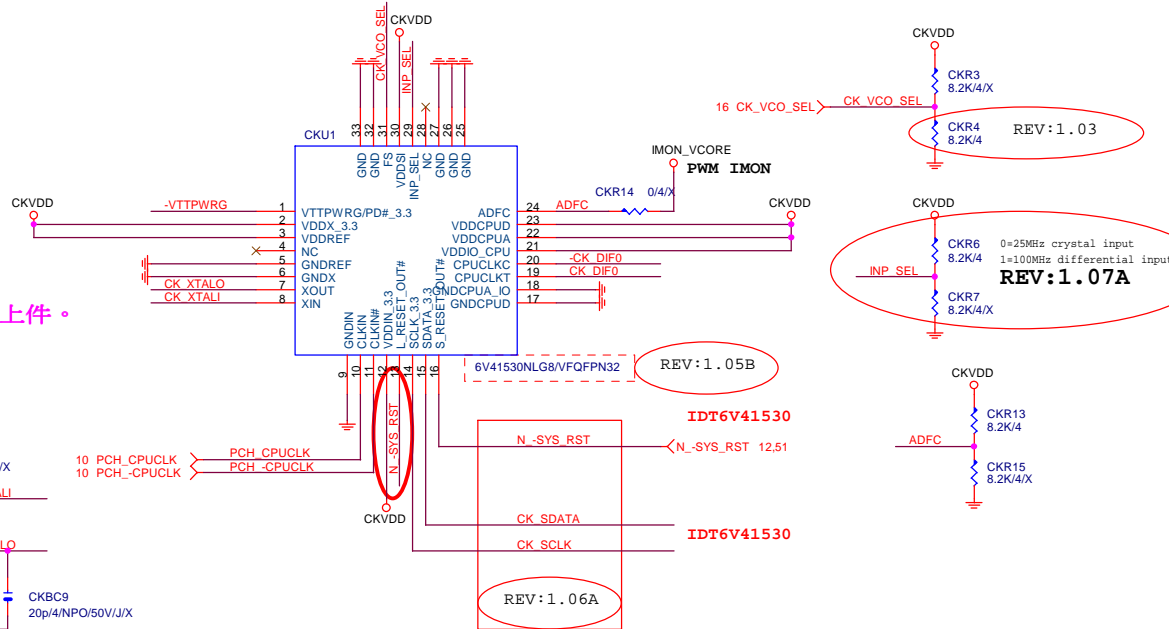 CK_VCO_SEL
CKVDD
INP_SEL
CKU1
33
32
31
30
29
28
27
26
25
GND
GND
FS
VDDSI
INP_SEL
NC
GND
GND
GND
CKVDD
-VTTPWRG
1 VTTPWRG/PD#_3.3
2 VDDX_3.3
3 VDDREF
4 NC
5 GNDREF
6 GNDX
CK_XTALO 7 XOUT
CK_XTALI 8 XIN
ADFC 24 ADFC
VDDCPUD 23
VDDCPUA 22
VDDIO_CPU 21
CPUCLKC 20 -CK_DIF0
CPUCLKT 19 CK_DIF0
GNDCPUA_IO 18
GNDCPUD 17
CKR14 0/4/X
IMON_VCORE
PWM IMON
CKVDD
GNDIN
CLKIN
CLKIN#
VDDIN_3.3
L_RESET_OUT#
SCLK_3.3
SDATA_3.3
S_RESET_OUT#
9
10
11
12
13
14
15
16
N_-SYS_RST
CKVDD
上件。
6V41530NLG8/VFQFPN32
REV:1.05B
IDT6V41530
N_-SYS_RST
N_-SYS_RST 12,51
10 PCH_CPUCLK PCH_CPUCLK
10 PCH_-CPUCLK PCH_-CPUCLK
CK_SDATA
IDT6V41530
CK_SCLK
REV:1.06A
/X
ALI
LO
CKBC9
20p/4/NPO/50V/J/X
CKVDD
CKR3
8.2K/4/X
16 CK_VCO_SEL CK_VCO_SEL
CKR4
8.2K/4
REV:1.03
CKVDD
CKR6
8.2K/4
0=25MHz crystal input
1=100MHz differential input
REV:1.07A
INP_SEL
CKR7
8.2K/4/X
CKVDD
CKR13
8.2K/4
ADFC
CKR15
8.2K/4/X